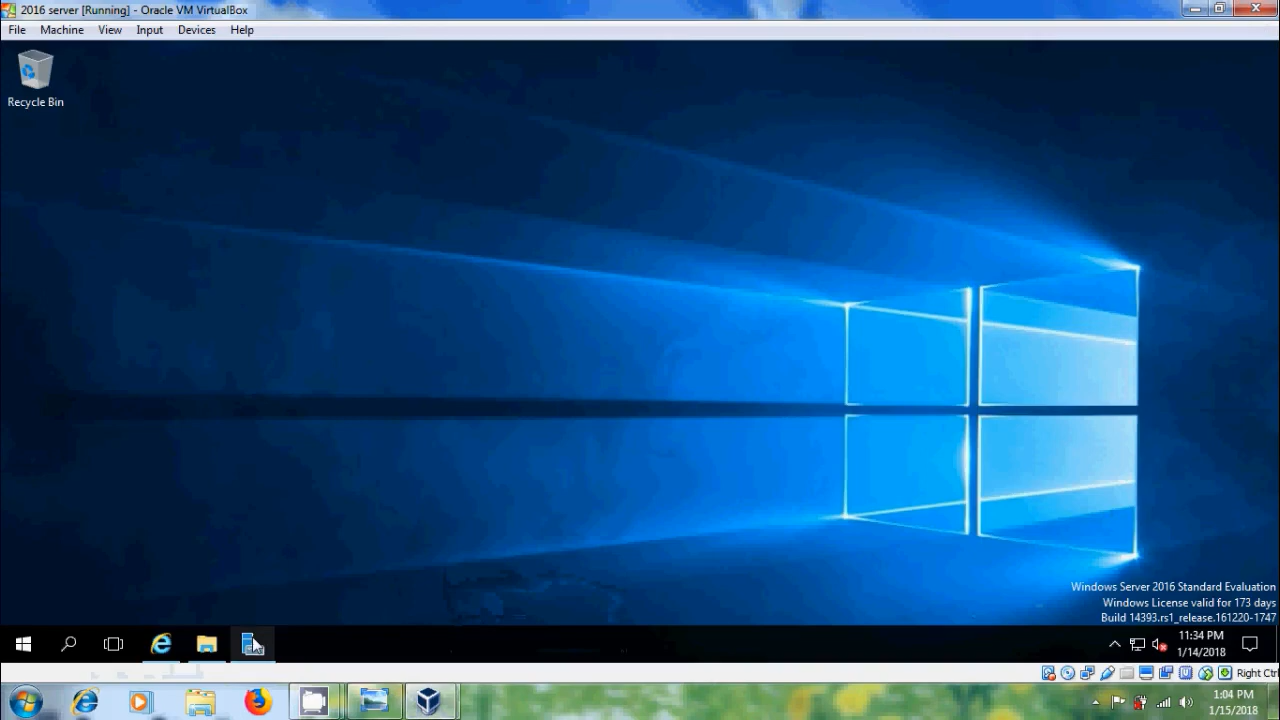 2016 server [Running] - Oracle VM VirtualBox
File Machine View Input Devices Help
Recycle Bin
Windows Server 2016 Standard Evaluation
Windows License valid for 173 days
Build 14393.rs1_release.161220-1747
11:34 PM
1/14/2018
Right Ctrl
1:04 PM
1/15/2018